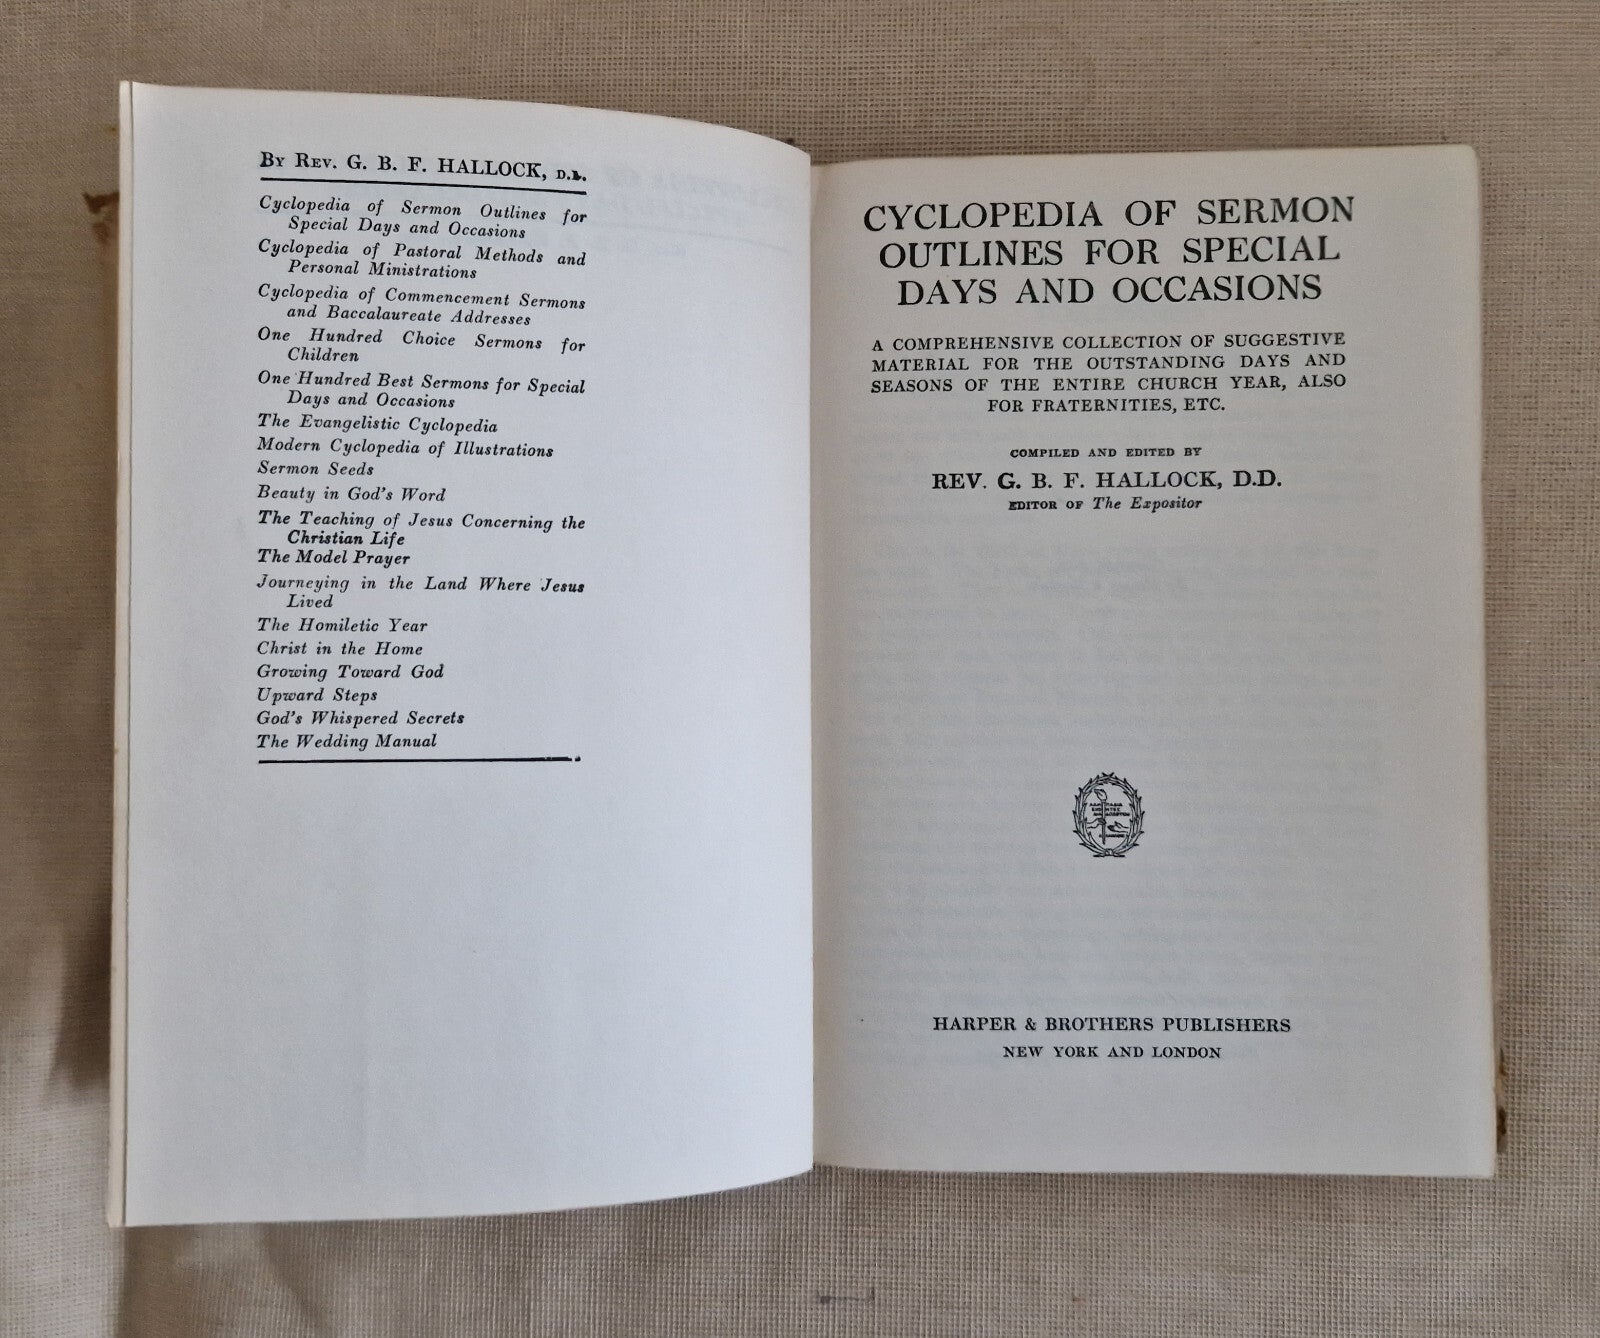 By Rev. G. B. F. HALLOCK, D.D.
Cyclopedia of Sermon Outlines for
Special Days and Occasions
Cyclopedia of Pastoral Methods and
Personal Ministrations
Cyclopedia of Commencement Sermons
and Baccalaureate Addresses
One Hundred Choice Sermons for
Children
One Hundred Best Sermons for Special
Days and Occasions
The Evangelistic Cyclopedia
Modern Cyclopedia of Illustrations
Sermon Seeds
Beauty in God's Word
The Teaching of Jesus Concerning the
Christian Life
The Model Prayer
Journeying in the Land Where Jesus
Lived
The Homiletic Year
Christ in the Home
Growing Toward God
Upward Steps
God's Whispered Secrets
The Wedding Manual
CYCLOPEDIA OF SERMON
OUTLINES FOR SPECIAL
DAYS AND OCCASIONS
A COMPREHENSIVE COLLECTION OF SUGGESTIVE
MATERIAL FOR THE OUTSTANDING DAYS AND
SEASONS OF THE ENTIRE CHURCH YEAR, ALSO
FOR FRATERNITIES, ETC.
COMPILED AND EDITED BY
REV. G. B. F. HALLOCK, D.D.
EDITOR OF The Expositor
HARPER & BROTHERS PUBLISHERS
NEW YORK AND LONDON